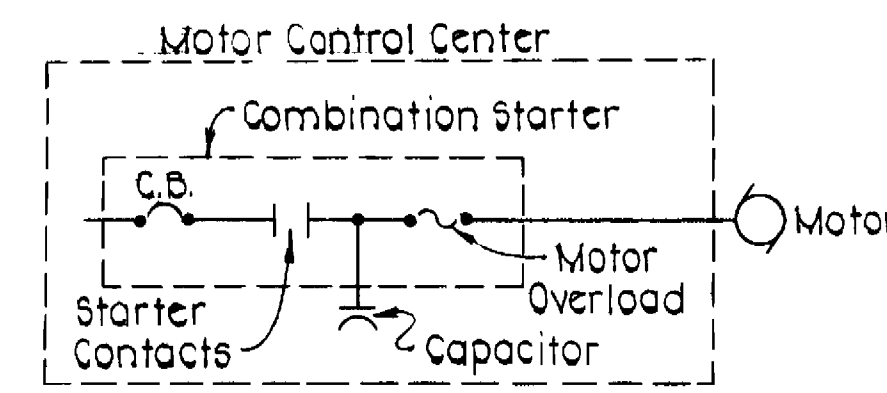 Motor Control Center
Combination Starter
C.B.
Motor
Motor
Overload
Starter
Contacts
Capacitor